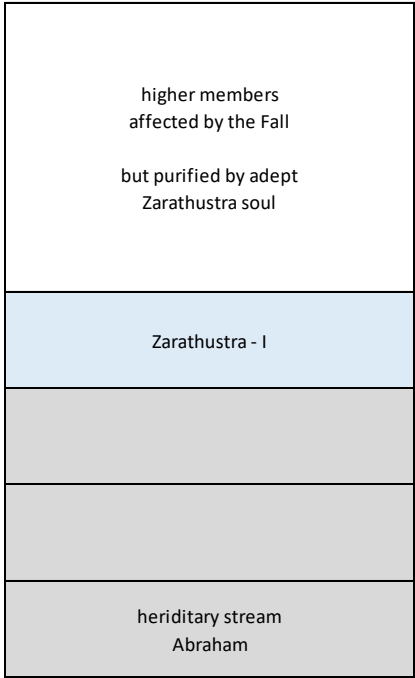 higher members
affected by the Fall
but purified by adept
Zarathustra soul
Zarathustra - I
heriditary stream
Abraham